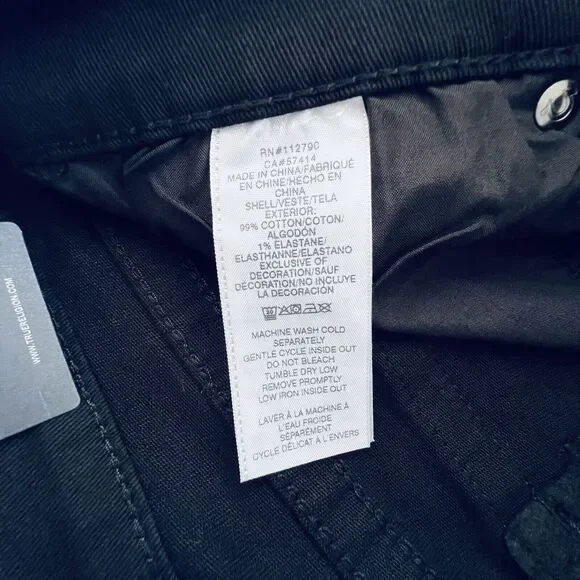 RN#112790
CA#57414
MADE IN CHINA/FABRIQUÉ
EN CHINE/HECHO EN
CHINA
SHELL/VESTE/TELA
EXTERIOR:
99% COTTON/COTON/
ALGODÓN
1% ELASTANE/
ELASTHANNE/ELASTANO
EXCLUSIVE OF
DECORATION/SAUF
DÉCORATION/NO INCLUYE
LA DECORACIÓN
30
MACHINE WASH COLD
SEPARATELY
GENTLE CYCLE INSIDE OUT
DO NOT BLEACH
TUMBLE DRY LOW
REMOVE PROMPTLY
LOW IRON INSIDE OUT
LAVER À LA MACHINE À
L'EAU FROIDE
SÉPARÉMENT
CYCLE DÉLICAT À L'ENVERS
WWW.TRUERELIGION.COM